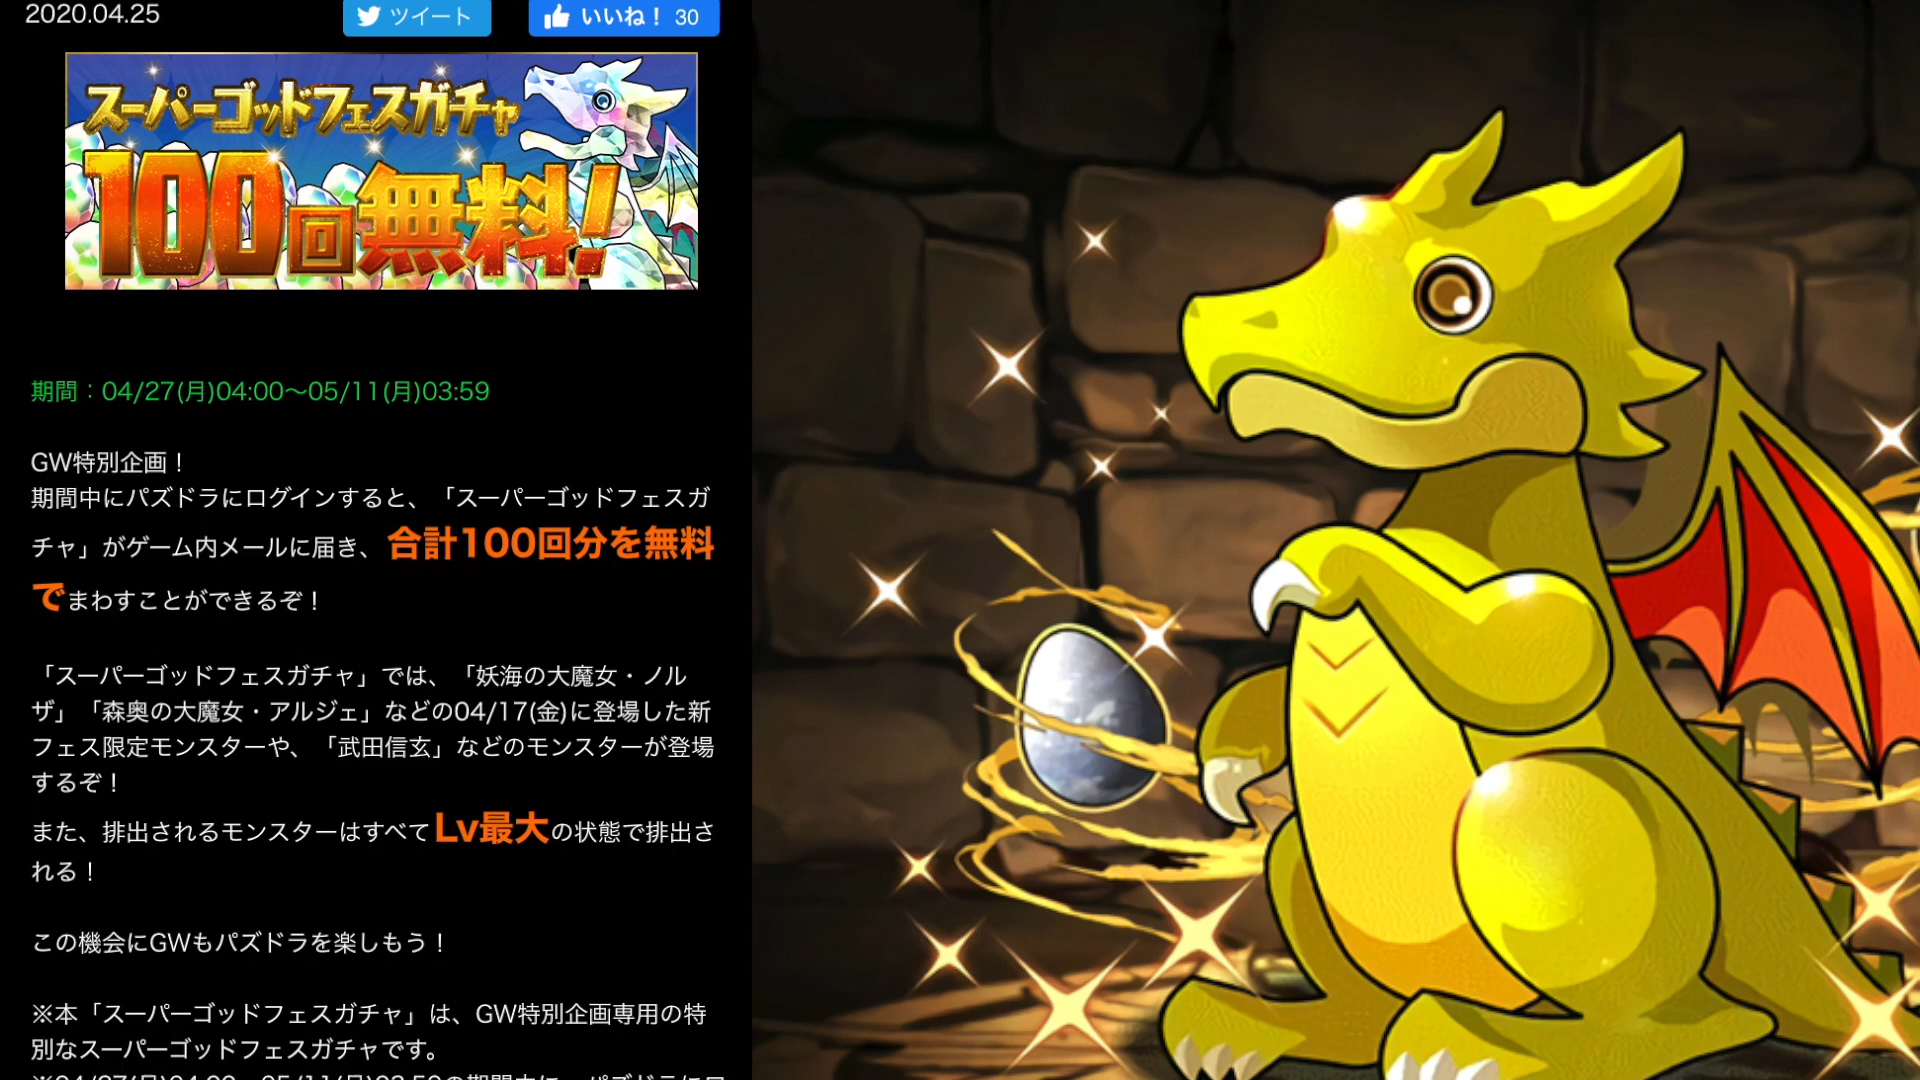 2020.04.25
ツイート
いいね！ 30
スーパーゴッドフェスガチャ
100回無料!
期間：04/27(月)04:00〜05/11(月)03:59
GW特別企画！
期間中にパズドラにログインすると、「スーパーゴッドフェスガ
チャ」がゲーム内メールに届き、合計100回分を無料
でまわすことができるぞ！
「スーパーゴッドフェスガチャ」では、「妖海の大魔女・ノル
ザ」「森奥の大魔女・アルジェ」などの04/17(金)に登場した新
フェス限定モンスターや、「武田信玄」などのモンスターが登場
するぞ！
また、排出されるモンスターはすべてLv最大の状態で排出さ
れる！
この機会にGWもパズドラを楽しもう！
※本「スーパーゴッドフェスガチャ」は、GW特別企画専用の特
別なスーパーゴッドフェスガチャです。